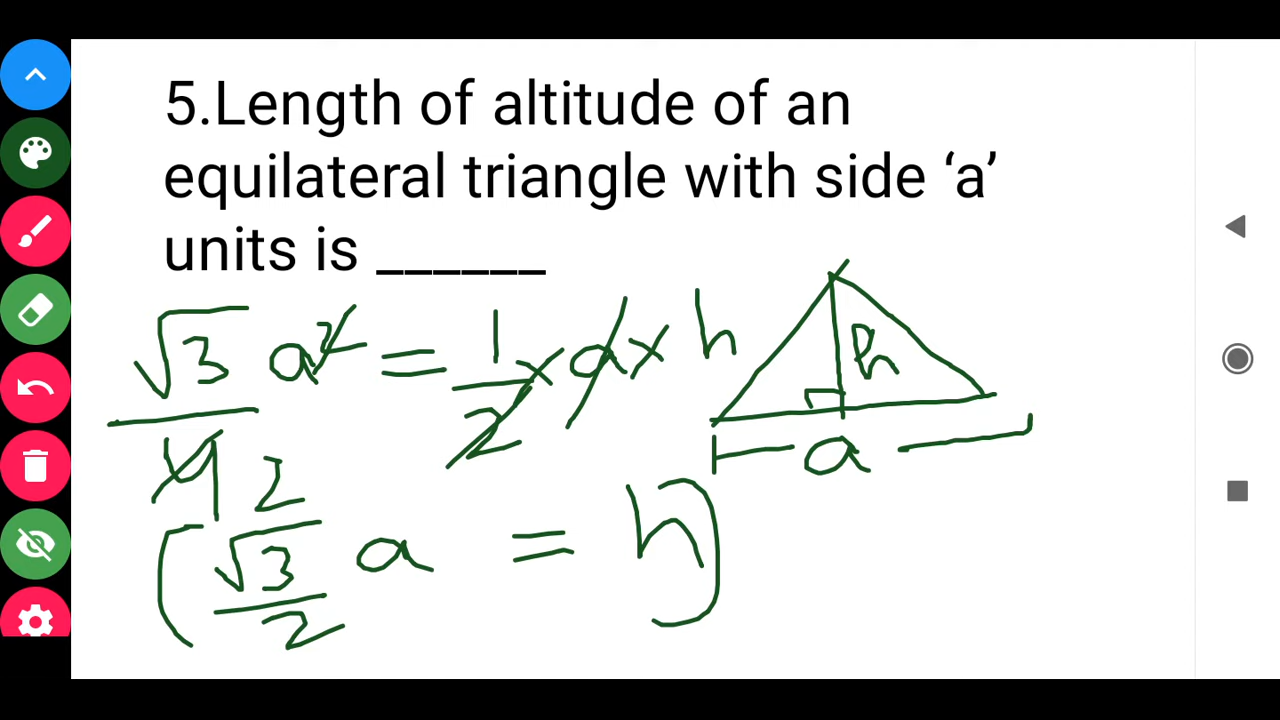 5.Length of altitude of an
equilateral triangle with side ‘a’
units is ______
√3/4 a² = 1/2 x a x h
2
h
a
(√3/2 a = h)